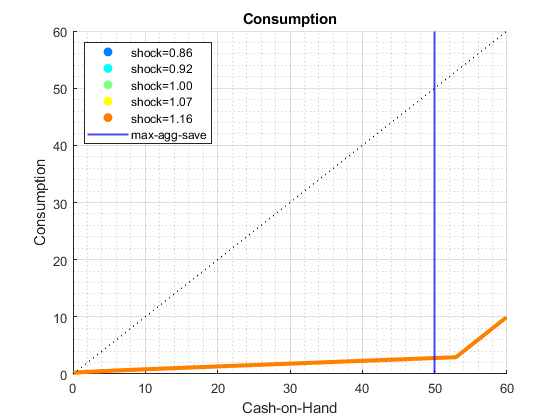 Consumption
60
50
40
30
20
10
0
Consumption
shock=0.86
shock=0.92
shock=1.00
shock=1.07
shock=1.16
max-agg-save
0 10 20 30 40 50 60
Cash-on-Hand